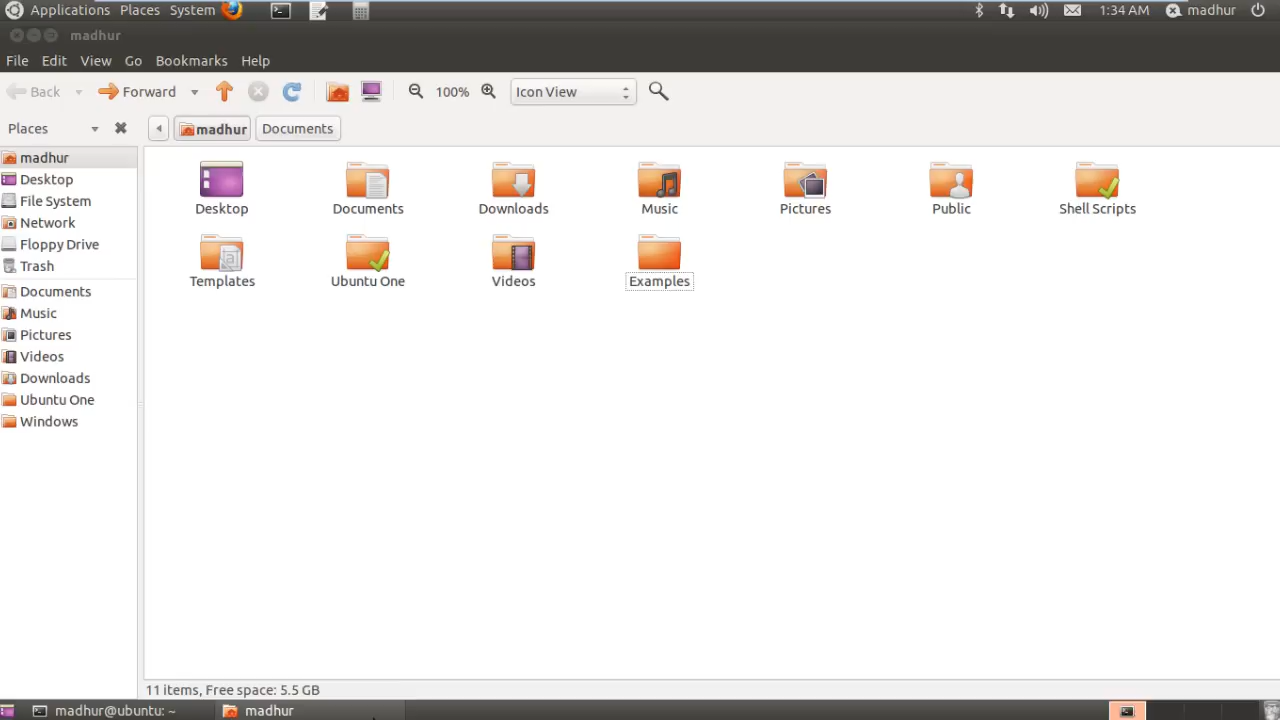 Applications Places System 1:34 AM madhur
madhur
File Edit View Go Bookmarks Help
Back Forward 100% Icon View
Places madhur Documents
madhur
Desktop
File System
Network
Floppy Drive
Trash
Documents
Music
Pictures
Videos
Downloads
Ubuntu One
Windows
Desktop Documents Downloads Music Pictures Public Shell Scripts
Templates Ubuntu One Videos Examples
11 items, Free space: 5.5 GB
madhur@ubuntu: ~ madhur